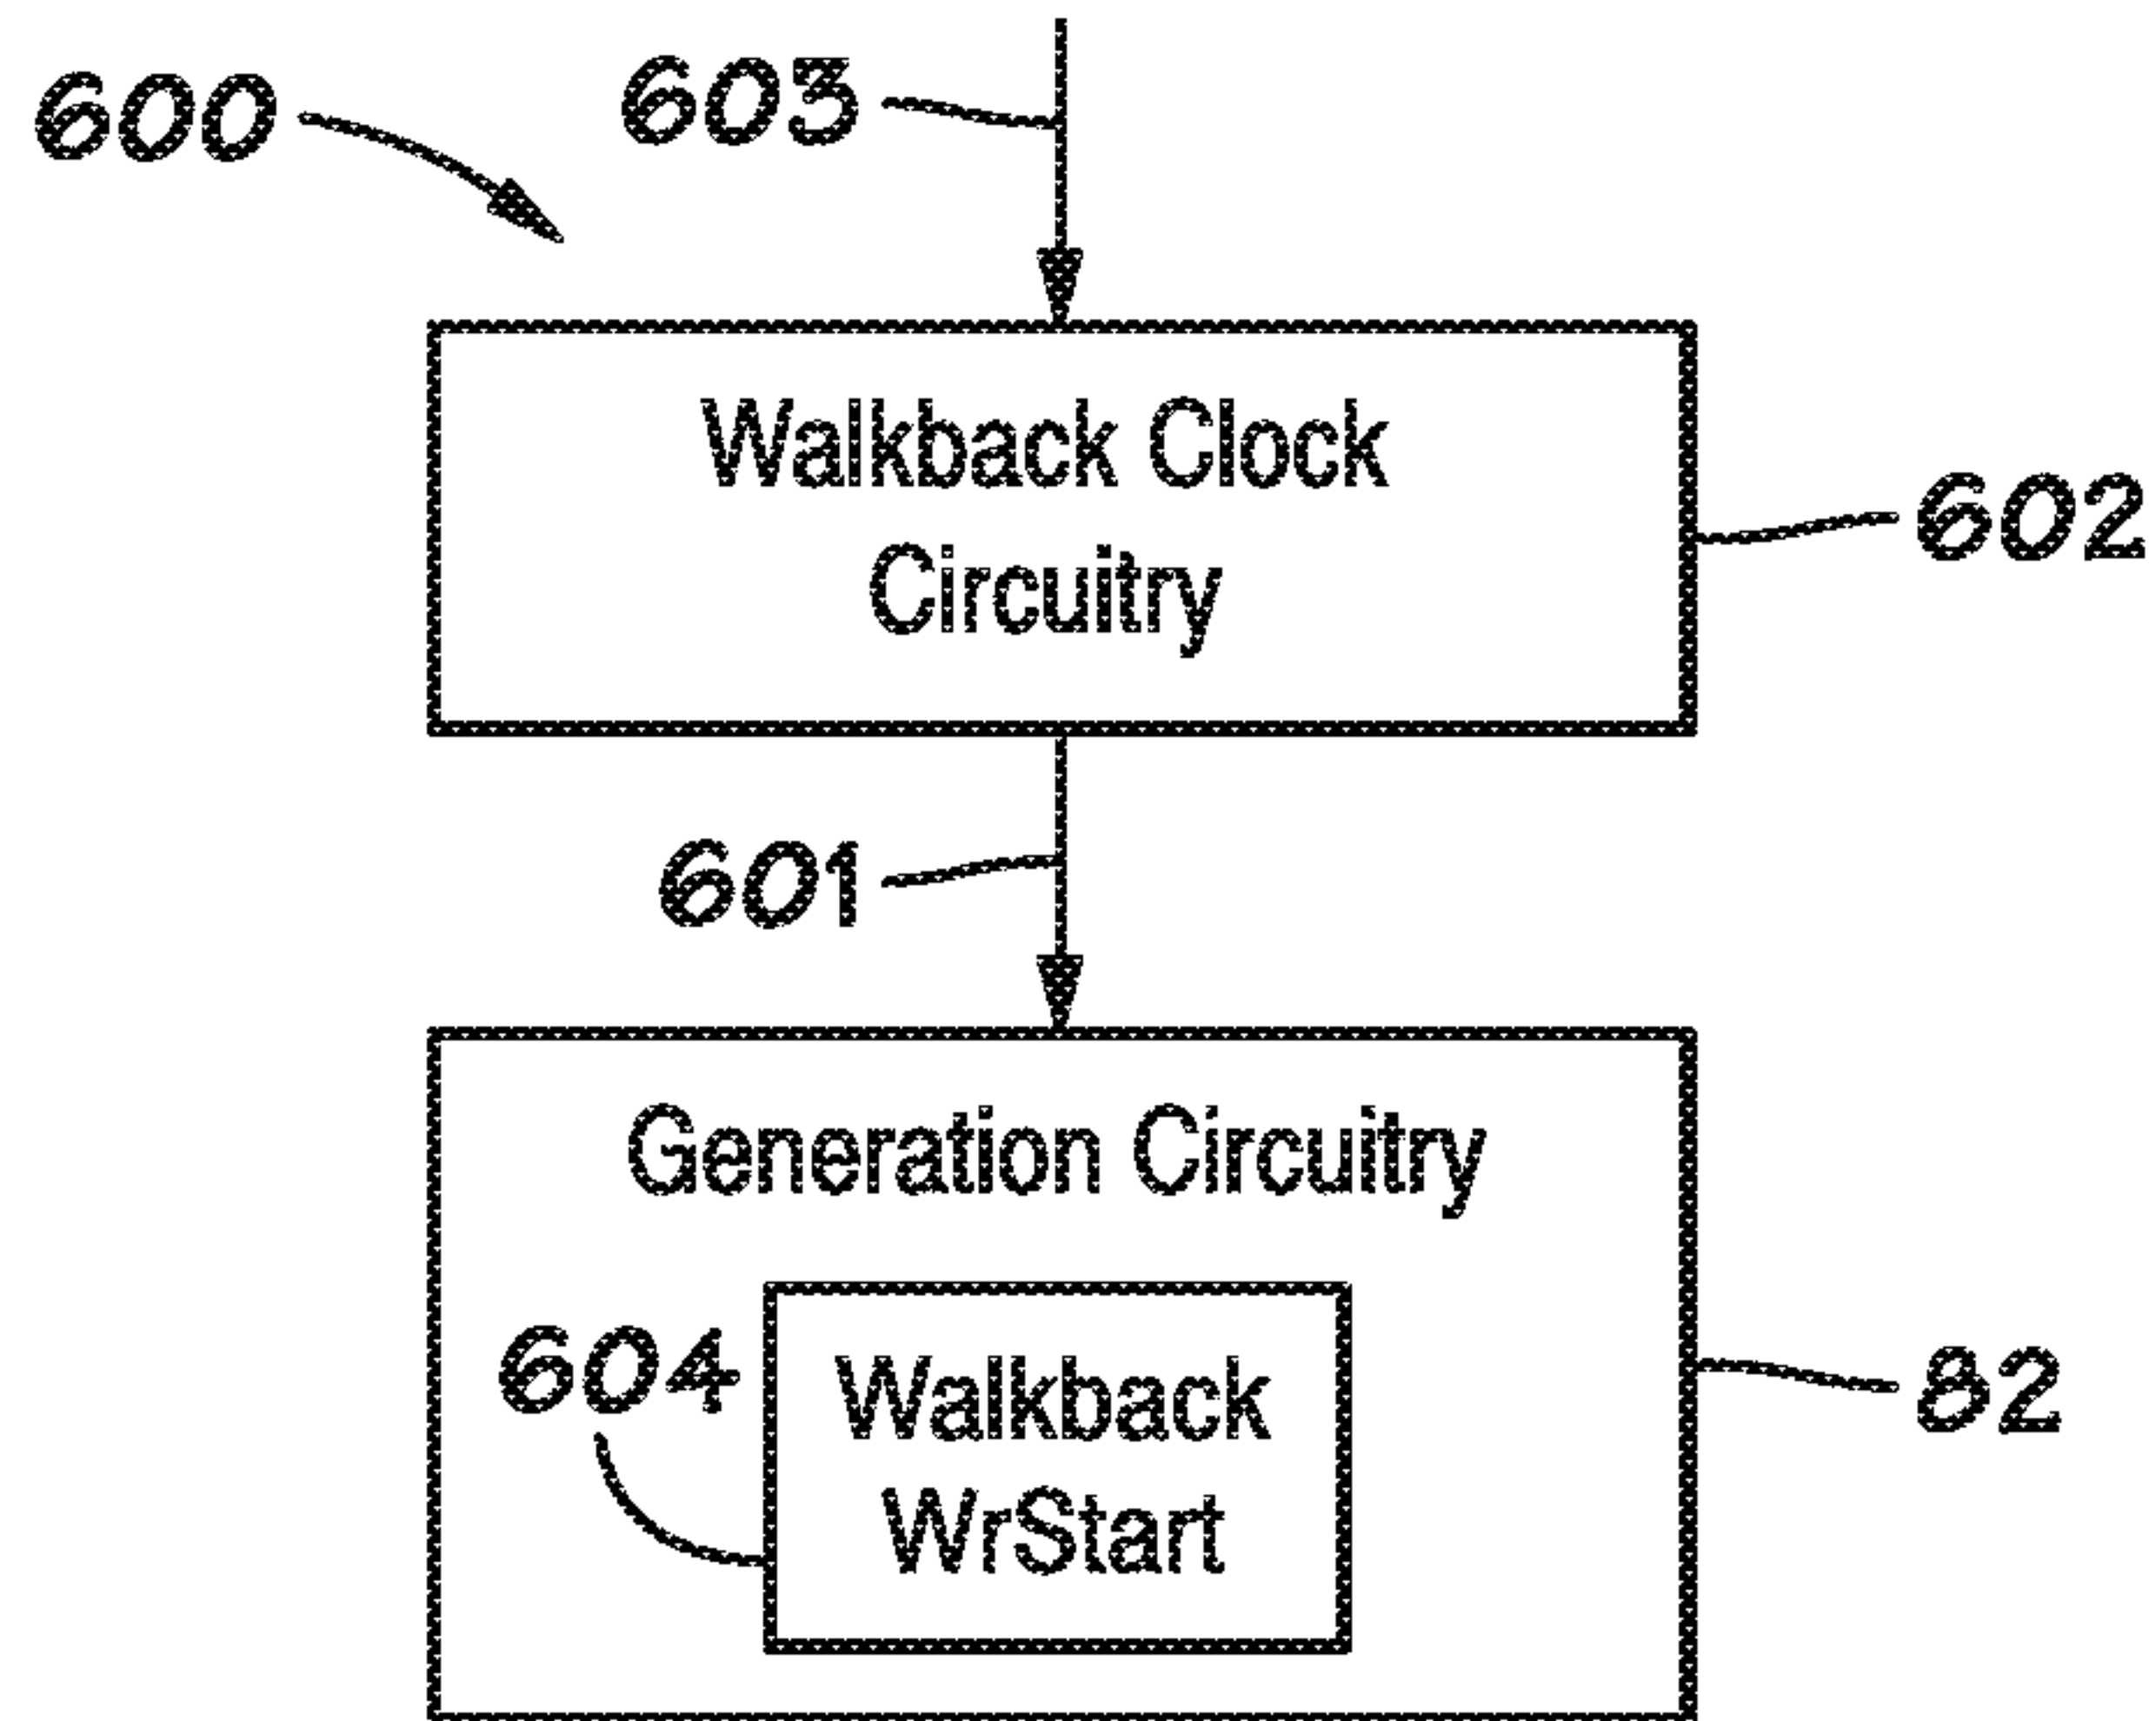 600
603
Walkback Clock
Circuitry
602
601
Generation Circuitry
604
Walkback
WrStart
82